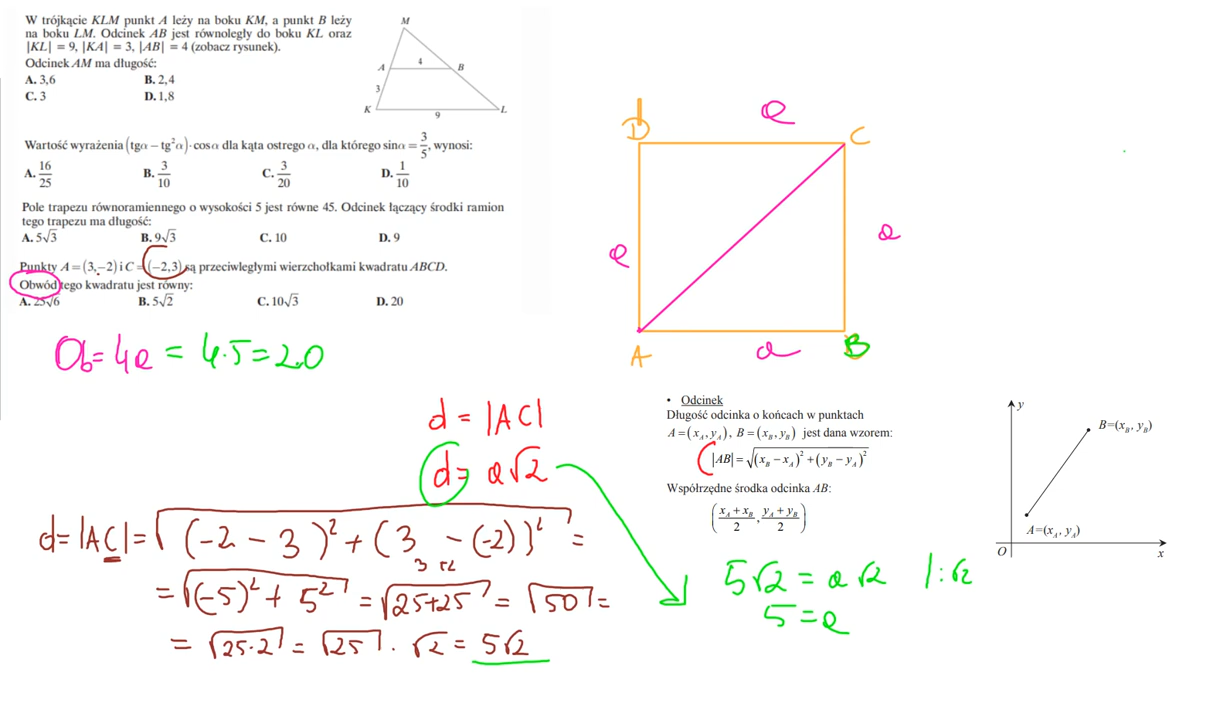 W trójkącie KLM punkt A leży na boku KM, a punkt B leży
na boku LM. Odcinek AB jest równoległy do boku KL oraz
|KL| = 9, |KA| = 3, |AB| = 4 (zobacz rysunek).
Odcinek AM ma długość:
A. 3,6 B. 2,4
C. 3 D. 1,8
M
A 4 B
3
K 9 L
Wartość wyrażenia (tgα − tg²α)·cosα dla kąta ostrego α, dla którego sinα = 3/5, wynosi:
A. 16/25 B. 3/10 C. 3/20 D. 1/10
Pole trapezu równoramiennego o wysokości 5 jest równe 45. Odcinek łączący środki ramion
tego trapezu ma długość:
A. 5√3 B. 9√3 C. 10 D. 9
Punkty A = (3,−2) i C = (−2,3) są przeciwległymi wierzchołkami kwadratu ABCD.
Obwód tego kwadratu jest równy:
A. 25√6 B. 5√2 C. 10√3 D. 20
Ob = 4a = 4·5 = 20
D a C
a a
A a B
d = |AC|
d = a√2
d = |AC| = √((-2 - 3)² + (3 - (-2))²) =
3 +2
= √((-5)² + 5²) = √(25+25) = √50 =
= √(25·2) = √25 · √2 = 5√2
• Odcinek
Długość odcinka o końcach w punktach
A = (x_A, y_A), B = (x_B, y_B) jest dana wzorem:
|AB| = √((x_B − x_A)² + (y_B − y_A)²)
Współrzędne środka odcinka AB:
((x_A + x_B)/2, (y_A + y_B)/2)
5√2 = a√2 /:√2
5 = a
y
B=(x_B, y_B)
A=(x_A, y_A)
O x